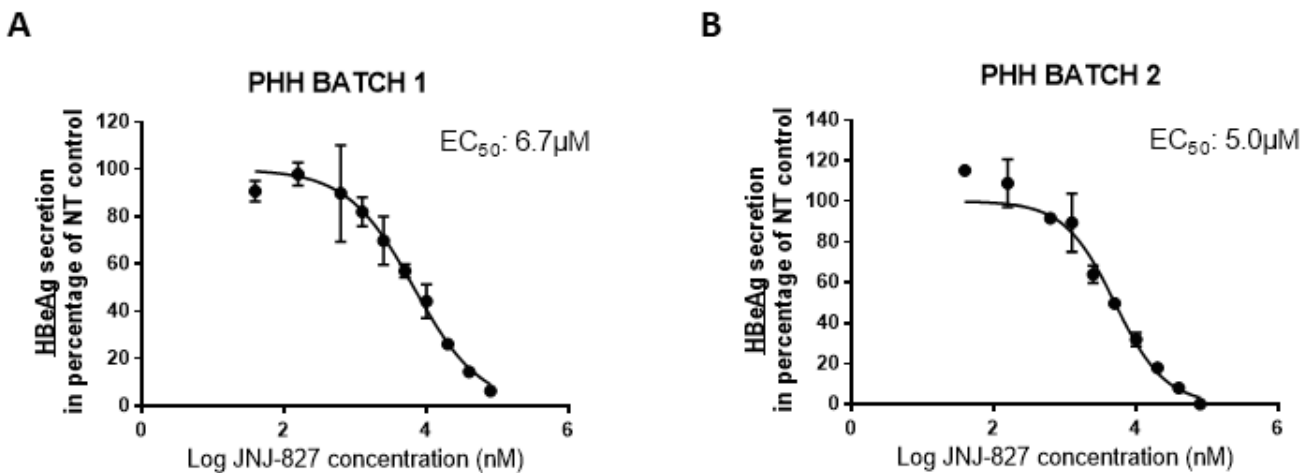 A
PHH BATCH 1
EC50: 6.7µM
HBeAg secretion
in percentage of NT control
120
100
80
60
40
20
0
0
2
4
6
Log JNJ-827 concentration (nM)
B
PHH BATCH 2
EC50: 5.0µM
HBeAg secretion
in percentage of NT control
140
120
100
80
60
40
20
0
0
2
4
6
Log JNJ-827 concentration (nM)